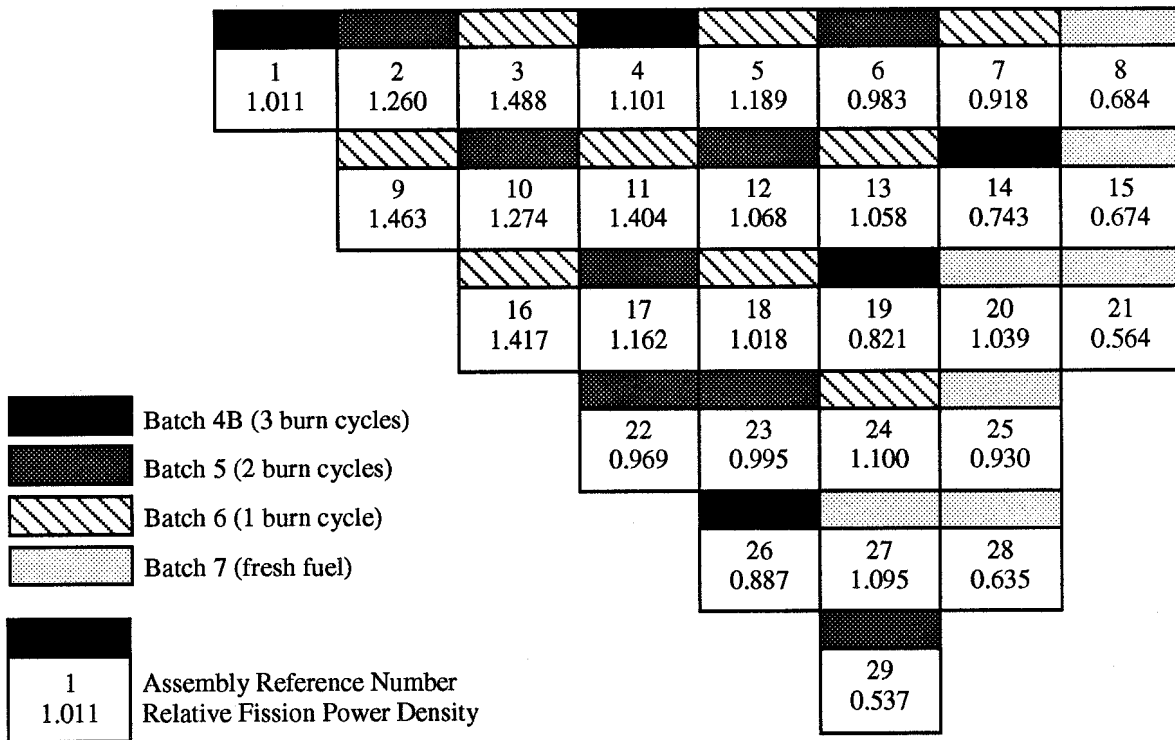 1 2 3 4 5 6 7 8
1.011 1.260 1.488 1.101 1.189 0.983 0.918 0.684
9 10 11 12 13 14 15
1.463 1.274 1.404 1.068 1.058 0.743 0.674
16 17 18 19 20 21
1.417 1.162 1.018 0.821 1.039 0.564
22 23 24 25
0.969 0.995 1.100 0.930
26 27 28
0.887 1.095 0.635
29
0.537
Batch 4B (3 burn cycles)
Batch 5 (2 burn cycles)
Batch 6 (1 burn cycle)
Batch 7 (fresh fuel)
1 Assembly Reference Number
1.011 Relative Fission Power Density